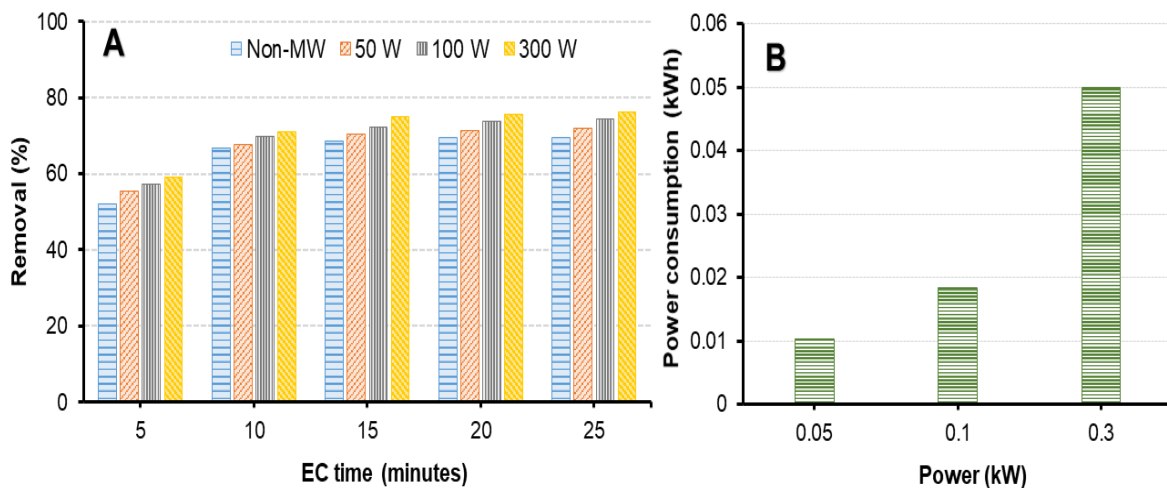 A
Non-MW 50 W 100 W 300 W
Removal (%)
100
80
60
40
20
0
5 10 15 20 25
EC time (minutes)
B
Power consumption (kWh)
0.06
0.05
0.04
0.03
0.02
0.01
0
0.05 0.1 0.3
Power (kW)